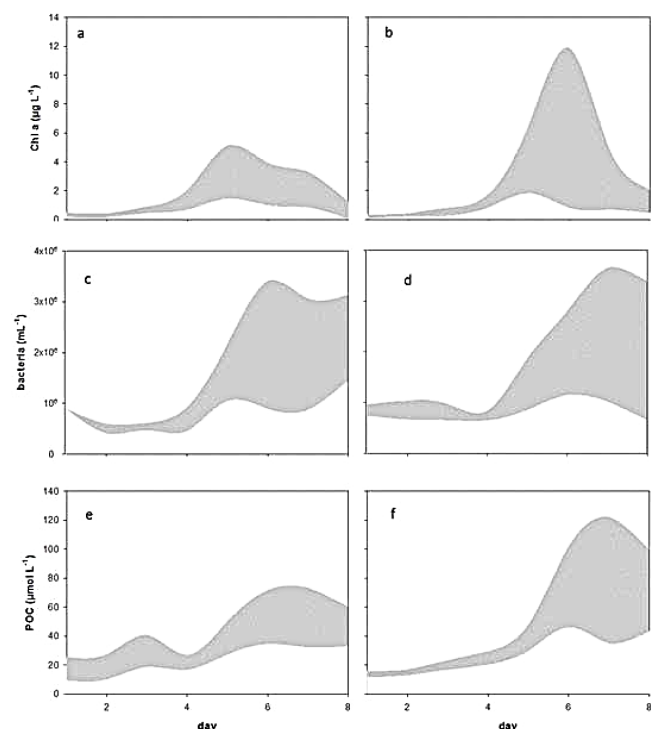 a
b
14
12
10
8
6
4
2
0
Chl a (µg L⁻¹)
c
d
4x10⁶
3x10⁶
2x10⁶
10⁶
0
bacteria (mL⁻¹)
e
f
140
120
100
80
60
40
20
0
POC (µmol L⁻¹)
2 4 6 8 2 4 6 8
day day